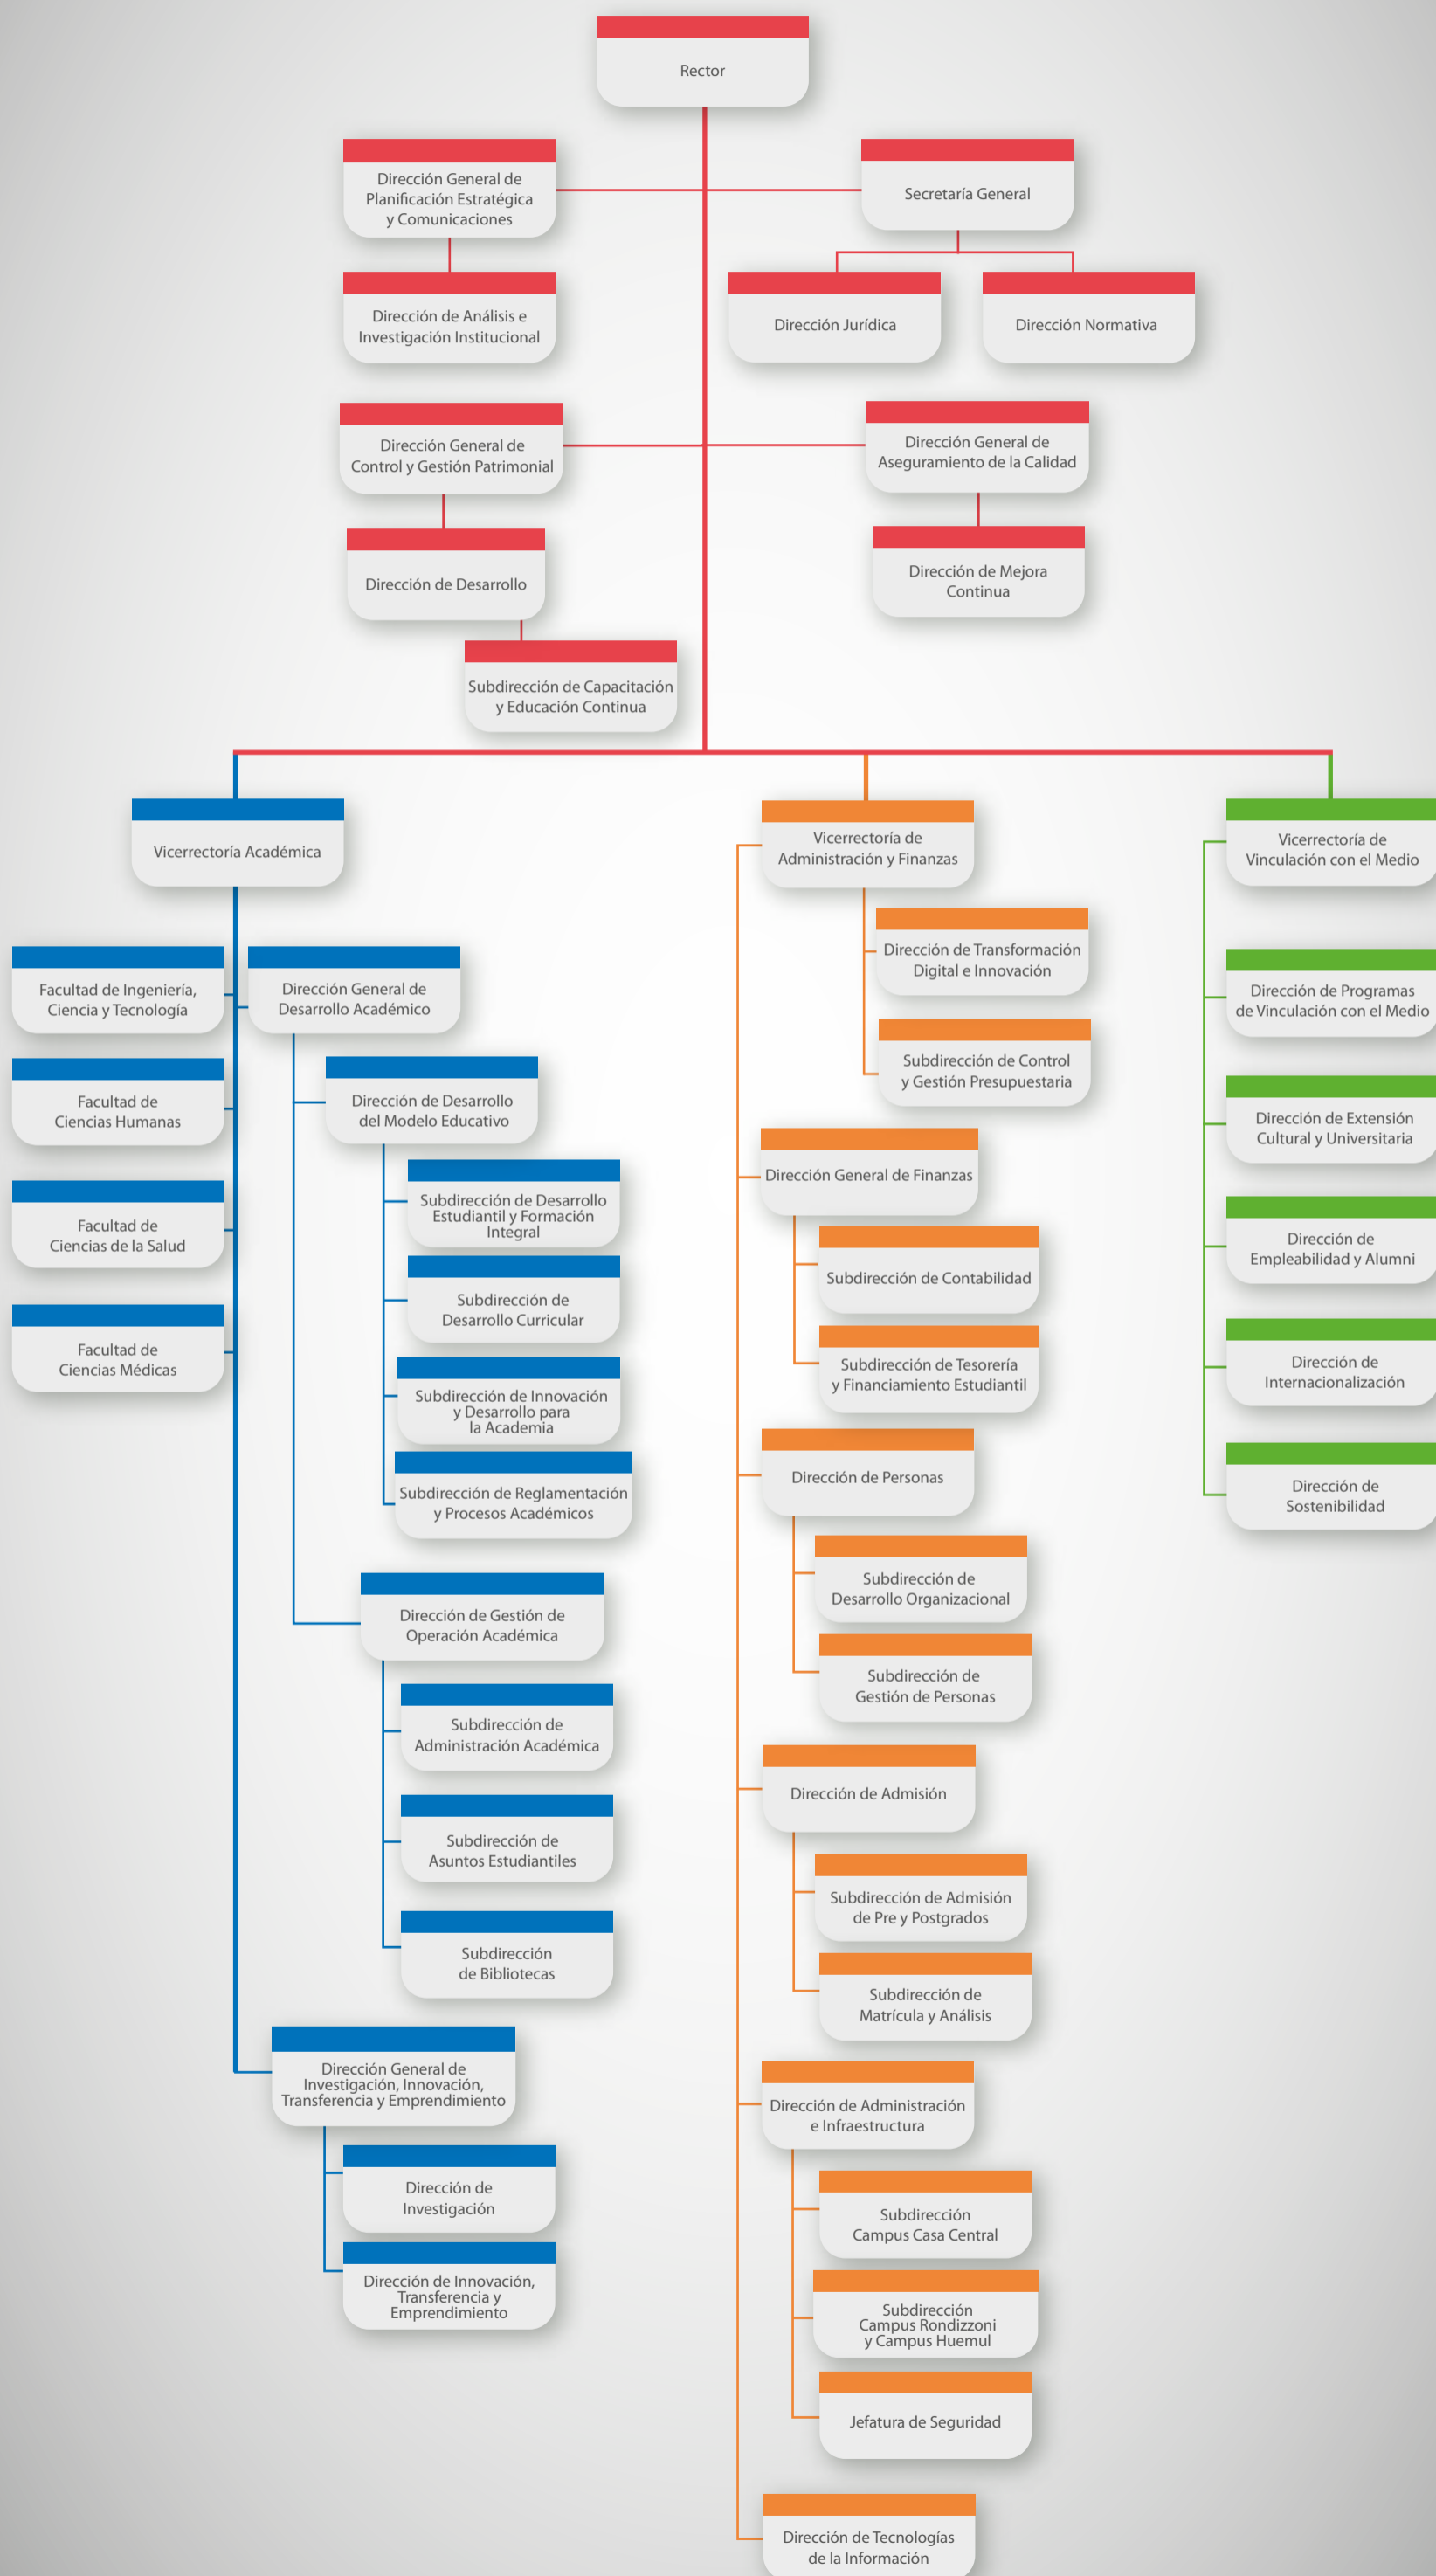 Rector
Dirección General de
Planificación Estratégica
y Comunicaciones
Secretaría General
Dirección de Análisis e
Investigación Institucional
Dirección Jurídica
Dirección Normativa
Dirección General de
Control y Gestión Patrimonial
Dirección General de
Aseguramiento de la Calidad
Dirección de Desarrollo
Dirección de Mejora
Continua
Subdirección de Capacitación
y Educación Continua
Vicerrectoría Académica
Facultad de Ingeniería,
Ciencia y Tecnología
Facultad de
Ciencias Humanas
Facultad de
Ciencias de la Salud
Facultad de
Ciencias Médicas
Dirección General de
Desarrollo Académico
Dirección de Desarrollo
del Modelo Educativo
Subdirección de Desarrollo
Estudiantil y Formación
Integral
Subdirección de
Desarrollo Curricular
Subdirección de Innovación
y Desarrollo para
la Academia
Subdirección de Reglamentación
y Procesos Académicos
Dirección de Gestión de
Operación Académica
Subdirección de
Administración Académica
Subdirección de
Asuntos Estudiantiles
Subdirección
de Bibliotecas
Dirección General de
Investigación, Innovación,
Transferencia y Emprendimiento
Dirección de
Investigación
Dirección de Innovación,
Transferencia y
Emprendimiento
Vicerrectoría de
Administración y Finanzas
Dirección de Transformación
Digital e Innovación
Subdirección de Control
y Gestión Presupuestaria
Dirección General de Finanzas
Subdirección de Contabilidad
Subdirección de Tesorería
y Financiamiento Estudiantil
Dirección de Personas
Subdirección de
Desarrollo Organizacional
Subdirección de
Gestión de Personas
Dirección de Admisión
Subdirección de Admisión
de Pre y Postgrados
Subdirección de
Matrícula y Análisis
Dirección de Administración
e Infraestructura
Subdirección
Campus Casa Central
Subdirección
Campus Rondizzoni
y Campus Huemul
Jefatura de Seguridad
Dirección de Tecnologías
de la Información
Vicerrectoría de
Vinculación con el Medio
Dirección de Programas
de Vinculación con el Medio
Dirección de Extensión
Cultural y Universitaria
Dirección de
Empleabilidad y Alumni
Dirección de
Internacionalización
Dirección de
Sostenibilidad